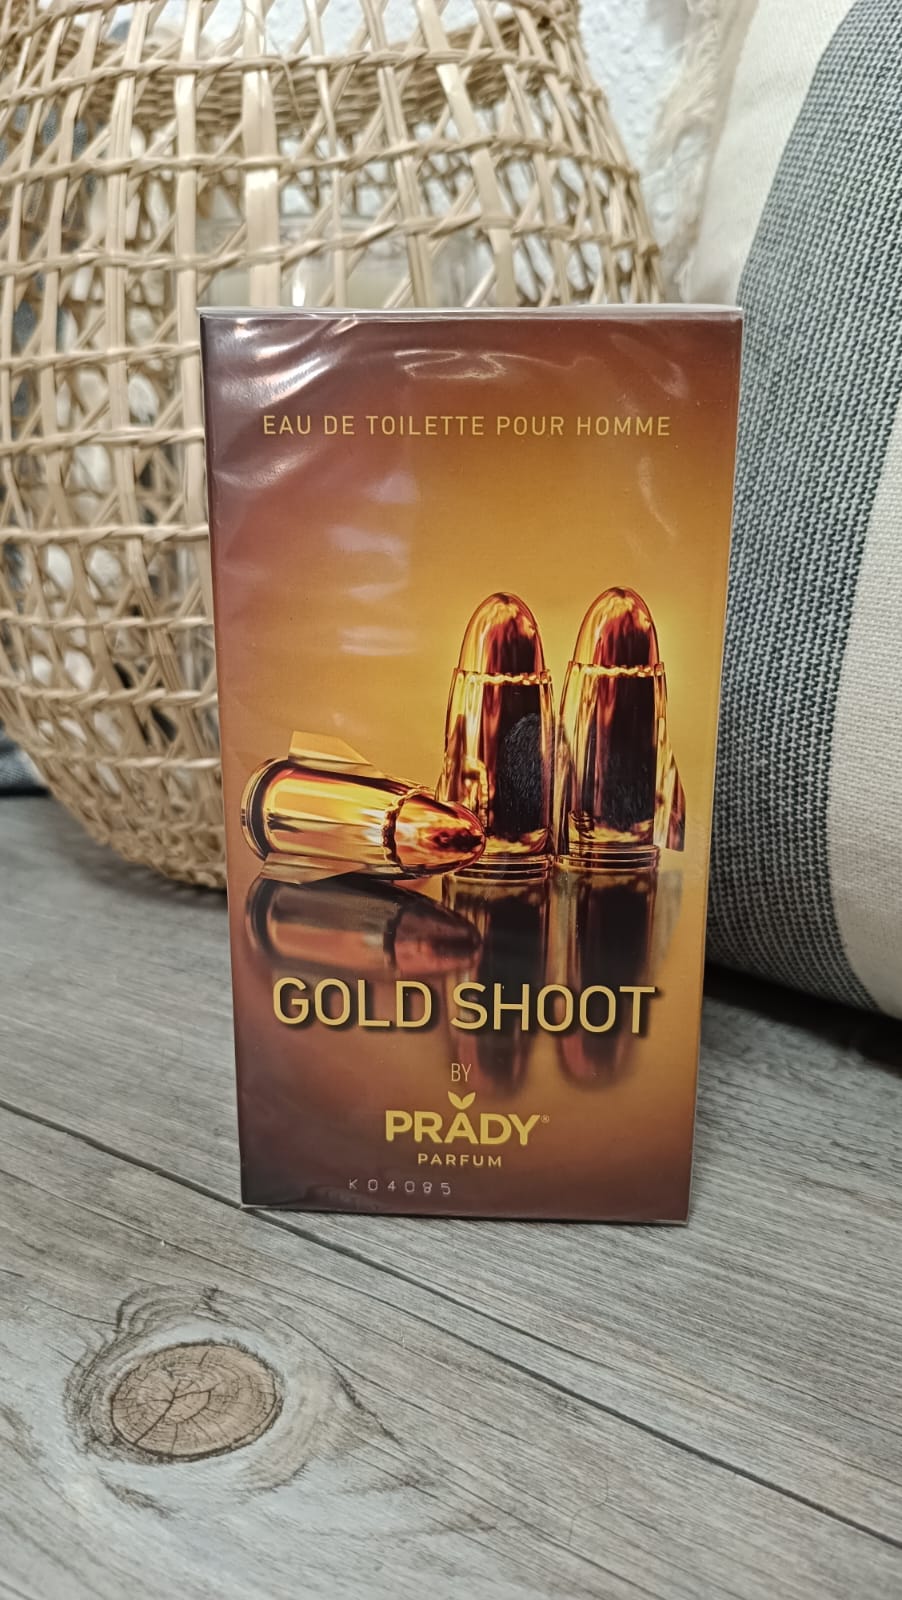 EAU DE TOILETTE POUR HOMME
GOLD SHOOT
BY
PRADY®
PARFUM
K04085